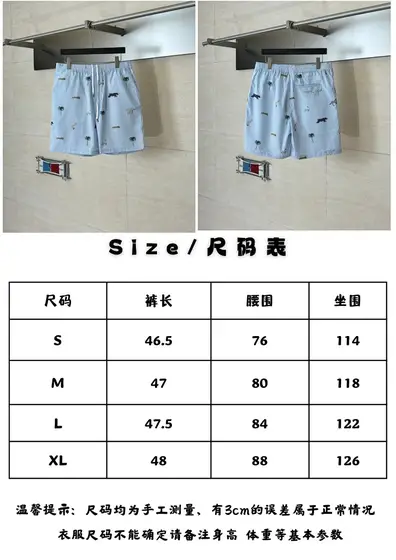 Size/尺码表
尺码 裤长 腰围 坐围
S 46.5 76 114
M 47 80 118
L 47.5 84 122
XL 48 88 126
温馨提示：尺码均为手工测量、有3cm的误差属于正常情况
衣服尺码不能确定请备注身高 体重等基本参数